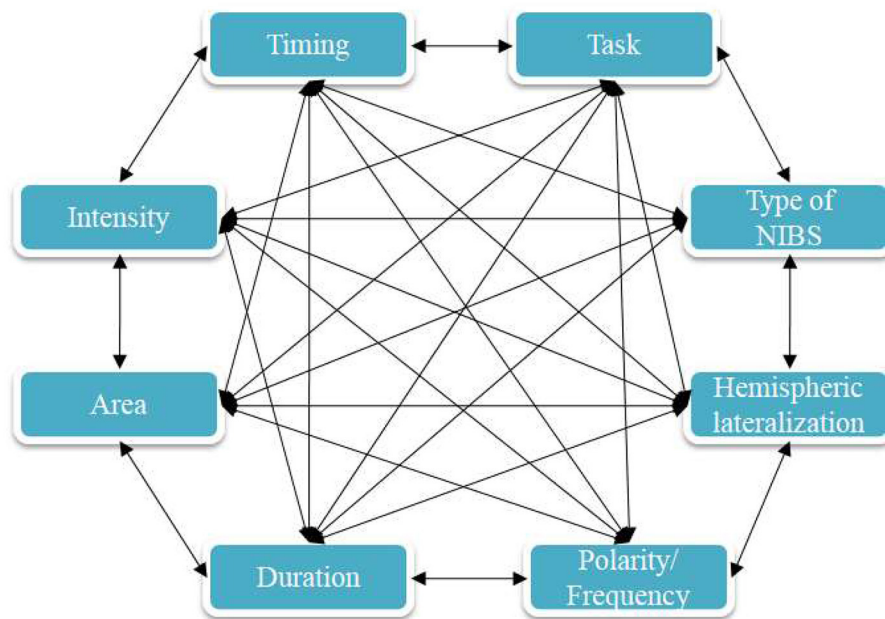 Timing
Task
Intensity
Type of
NIBS
Area
Hemispheric
lateralization
Duration
Polarity/
Frequency